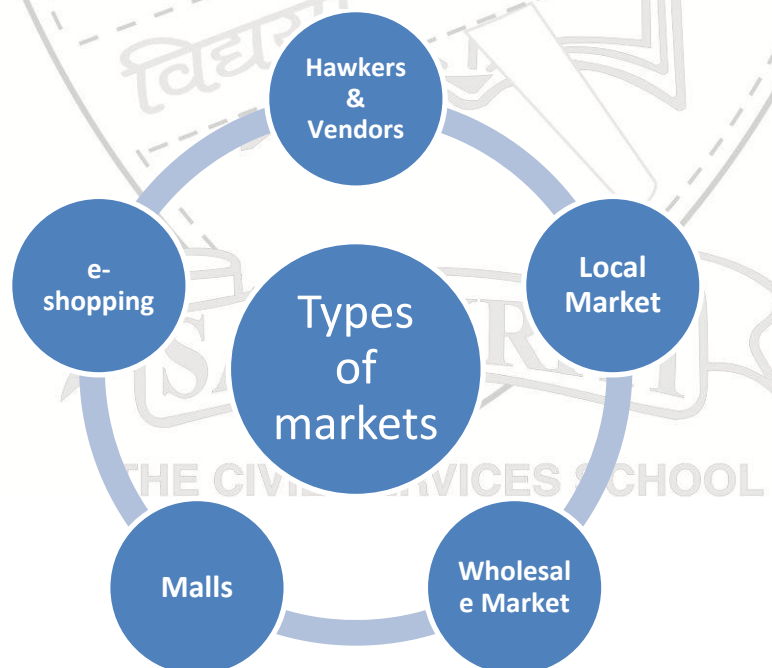 Hawkers
&
Vendors
Local
Market
Wholesal
e Market
Malls
e-
shopping
Types
of
markets
THE CIVIL SERVICES SCHOOL